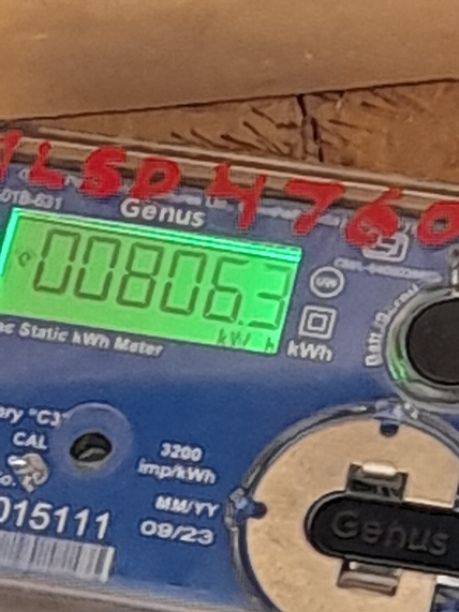 LSD4760
Genus
00806.3
kWh
ac Static kWh Meter
kWh
CAL
3200
imp/kWh
MM/YY
09/23
015111
Genus